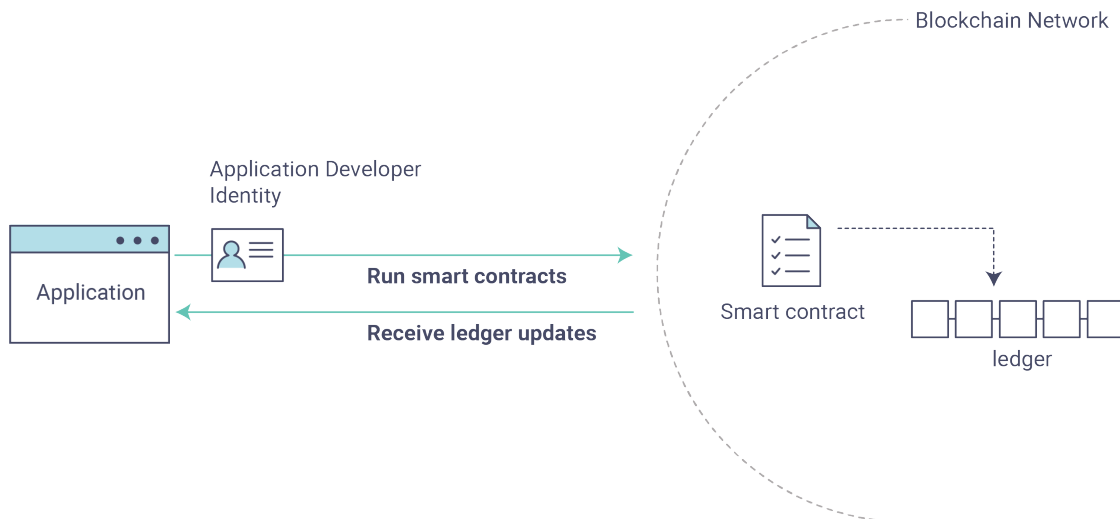 Blockchain Network
Application Developer
Identity
Application
Run smart contracts
Receive ledger updates
Smart contract
ledger